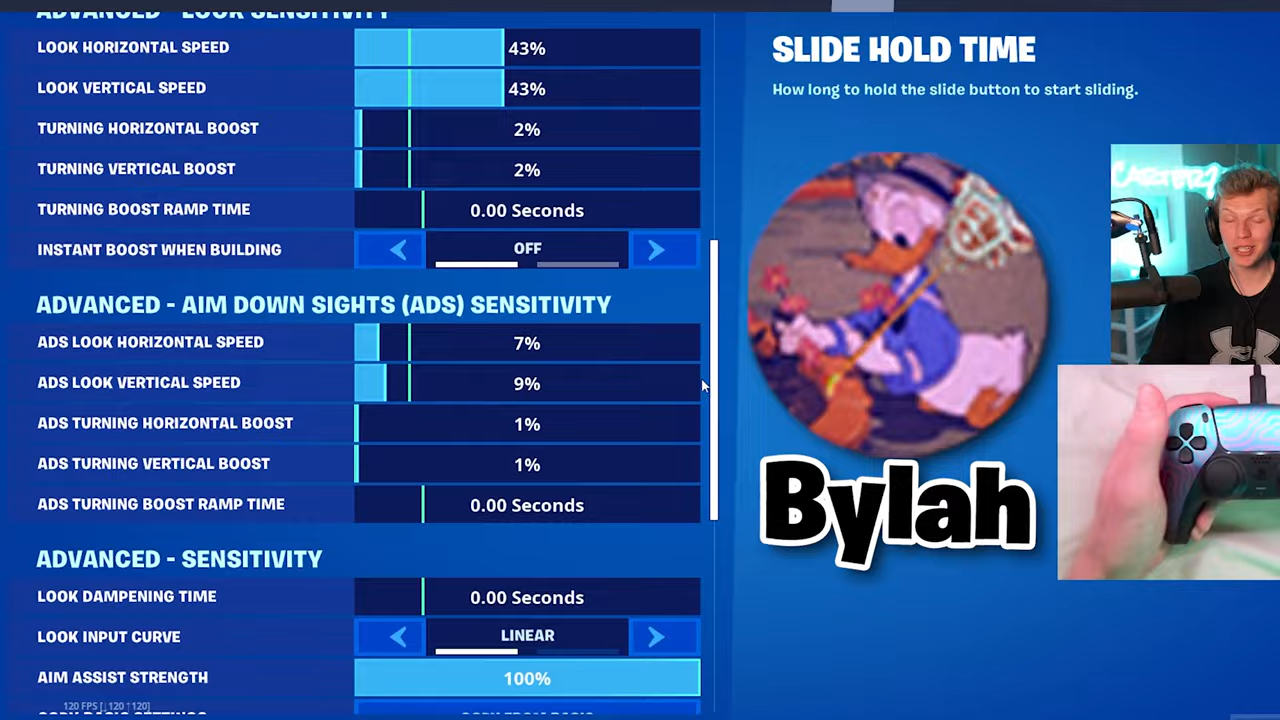 ADVANCED - LOOK SENSITIVITY
LOOK HORIZONTAL SPEED 43%
LOOK VERTICAL SPEED 43%
TURNING HORIZONTAL BOOST 2%
TURNING VERTICAL BOOST 2%
TURNING BOOST RAMP TIME 0.00 Seconds
INSTANT BOOST WHEN BUILDING OFF
ADVANCED - AIM DOWN SIGHTS (ADS) SENSITIVITY
ADS LOOK HORIZONTAL SPEED 7%
ADS LOOK VERTICAL SPEED 9%
ADS TURNING HORIZONTAL BOOST 1%
ADS TURNING VERTICAL BOOST 1%
ADS TURNING BOOST RAMP TIME 0.00 Seconds
ADVANCED - SENSITIVITY
LOOK DAMPENING TIME 0.00 Seconds
LOOK INPUT CURVE LINEAR
AIM ASSIST STRENGTH 100%
120 FPS [↓120 ↑120]
SLIDE HOLD TIME
How long to hold the slide button to start sliding.
Bylah